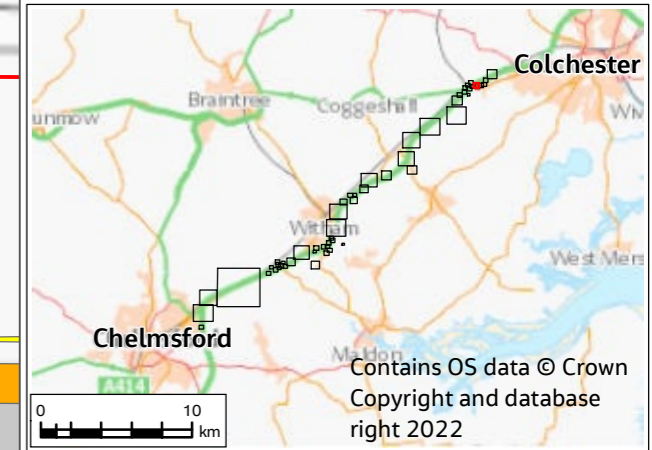 Colchester
Braintree
Coggeshall
unmow
Witham
West Mers
Chelmsford
Maldon
A414
Contains OS data © Crown
Copyright and database
right 2022
0 10
km